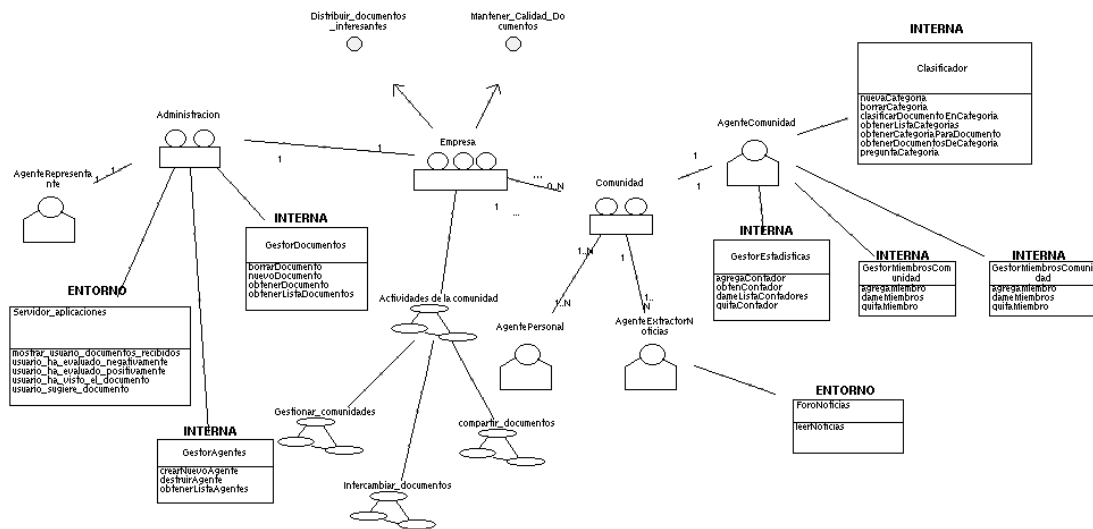 Distribuir_documentos
_interesantes
Mantener_Calidad_Do
cumentos
INTERNA
Clasificador
nuevaCategoria
borrarCategoria
clasificarDocumentoEnCategoria
obtenerListaCategorias
obtenerCategoriaParaDocumento
obtenerDocumentosDeCategoria
preguntaCategoria
Administracion
1
1
Empresa
AgenteComunidad
AgenteRepresenta
nte
1
1..
...
0..N
1
...
Comunidad
1
1
INTERNA
GestorDocumentos
borrarDocumento
nuevoDocumento
obtenerDocumento
obtenerListaDocumentos
INTERNA
GestorEstadisticas
agregaContador
obtenContador
dameListaContadores
quitaContador
INTERNA
GestorMiembrosCom
unidad
agregaMiembro
dameMiembros
quitaMiembro
INTERNA
GestorMiembrosComuni
dad
agregaMiembro
dameMiembros
quitaMiembro
1..N
1
1..N
1..
N
ENTORNO
Servidor_aplicaciones
mostrar_usuario_documentos_recibidos
usuario_ha_evaluado_negativamente
usuario_ha_evaluado_positivamente
usuario_ha_visto_el_documento
usuario_sugiere_documento
Actividades de la comunidad
AgentePersonal
AgenteExtractorN
oticias
Gestionar_comunidades
compartir_documentos
Intercambiar_documentos
ENTORNO
ForoNoticias
leerNoticias
INTERNA
GestorAgentes
crearNuevoAgente
destruirAgente
obtenerListaAgentes